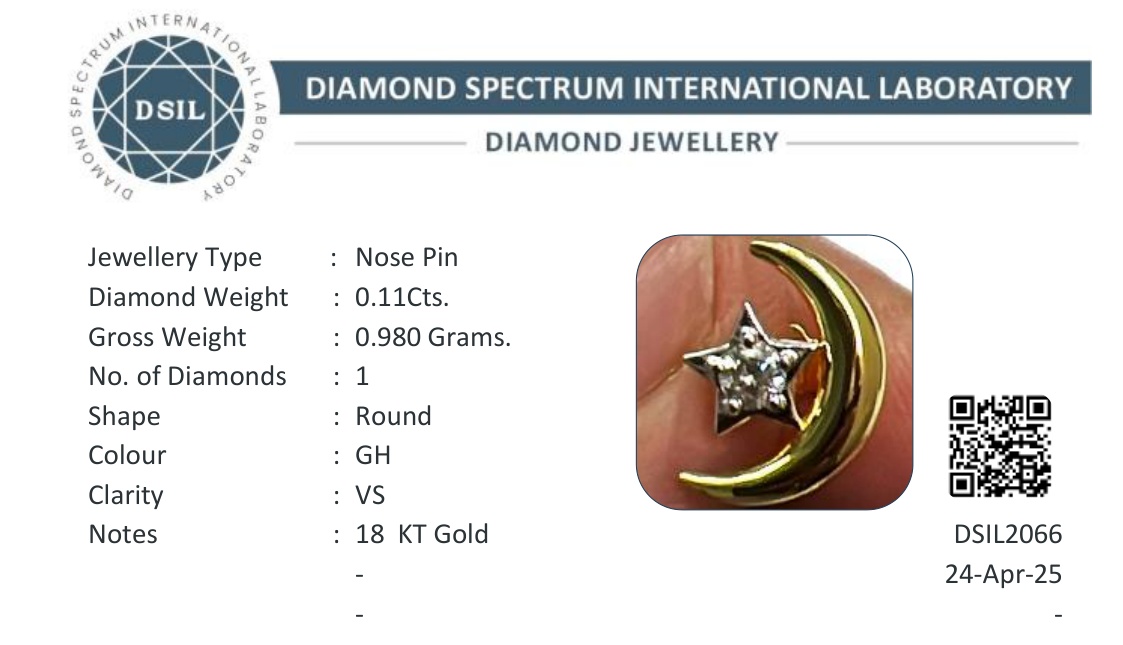 DIAMOND SPECTRUM INTERNATIONAL LABORATORY
DSIL
DIAMOND SPECTRUM INTERNATIONAL LABORATORY
DIAMOND JEWELLERY
Jewellery Type : Nose Pin
Diamond Weight : 0.11Cts.
Gross Weight : 0.980 Grams.
No. of Diamonds : 1
Shape : Round
Colour : GH
Clarity : VS
Notes : 18 KT Gold
-
-
DSIL2066
24-Apr-25
-